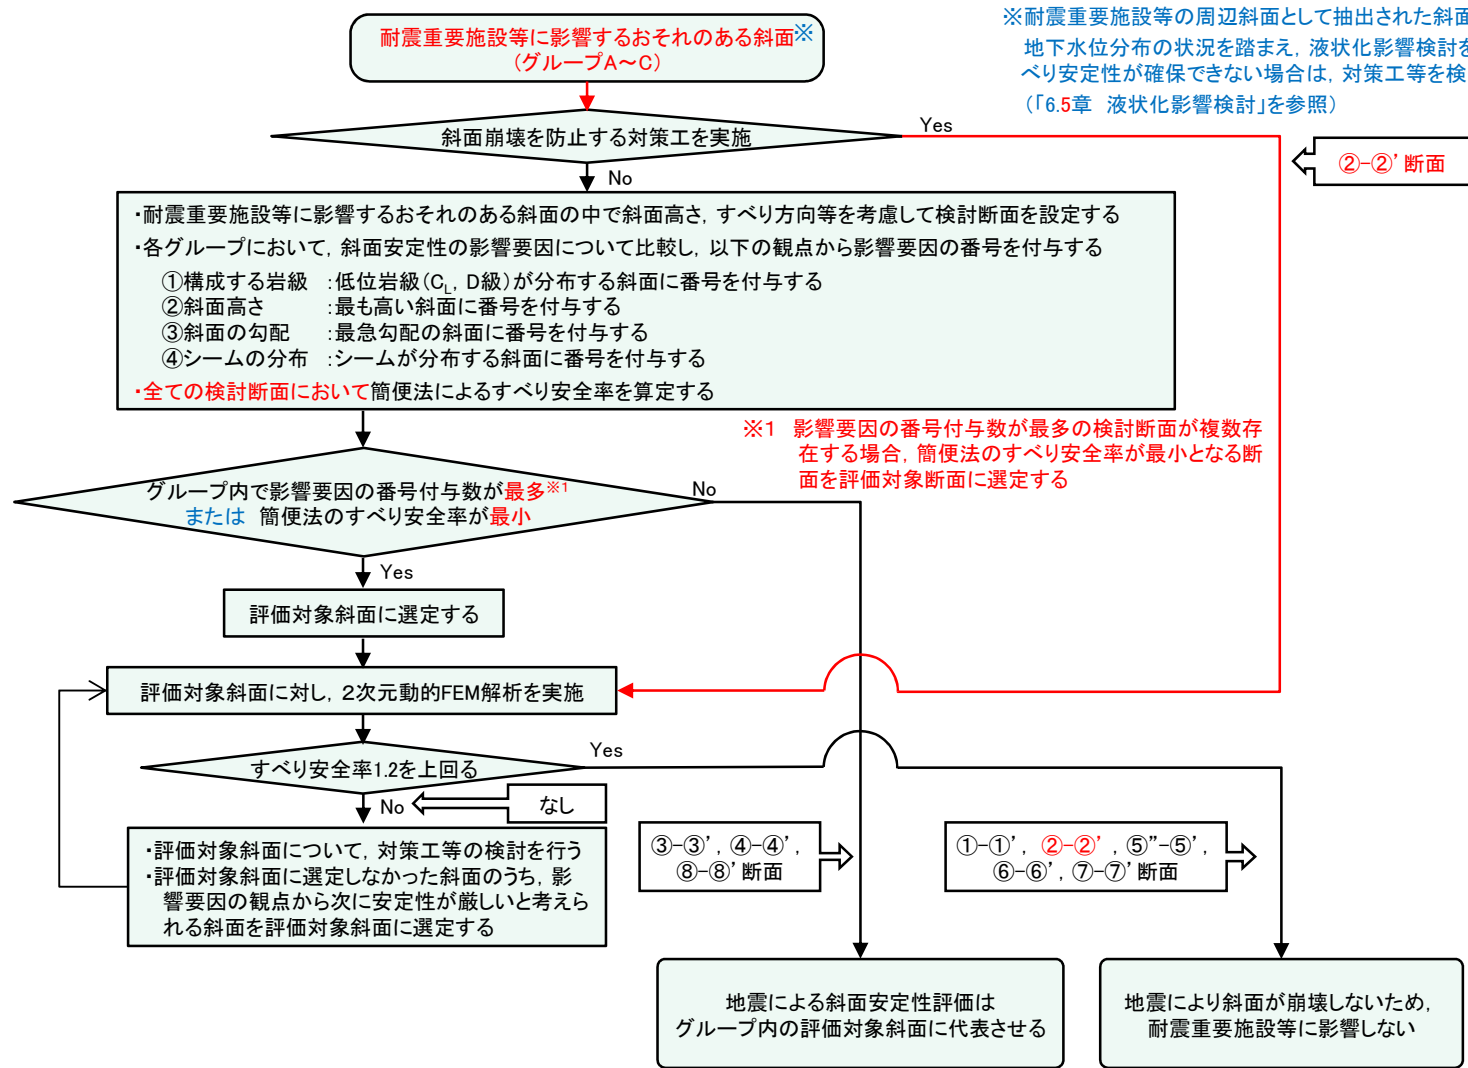 耐震重要施設等に影響するおそれのある斜面※
(グループA～C)
※耐震重要施設等の周辺斜面として抽出された斜面
地下水位分布の状況を踏まえ，液状化影響検討を
べり安定性が確保できない場合は，対策工等を検
(「6.5章 液状化影響検討」を参照)
斜面崩壊を防止する対策工を実施
Yes
②-②’断面
No
・耐震重要施設等に影響するおそれのある斜面の中で斜面高さ，すべり方向等を考慮して検討断面を設定する
・各グループにおいて，斜面安定性の影響要因について比較し，以下の観点から影響要因の番号を付与する
①構成する岩級 :低位岩級(CL，D級)が分布する斜面に番号を付与する
②斜面高さ :最も高い斜面に番号を付与する
③斜面の勾配 :最急勾配の斜面に番号を付与する
④シームの分布 :シームが分布する斜面に番号を付与する
・全ての検討断面において簡便法によるすべり安全率を算定する
※1 影響要因の番号付与数が最多の検討断面が複数存
在する場合，簡便法のすべり安全率が最小となる断
面を評価対象断面に選定する
グループ内で影響要因の番号付与数が最多※1
または 簡便法のすべり安全率が最小
No
Yes
評価対象斜面に選定する
評価対象斜面に対し，2次元動的FEM解析を実施
すべり安全率1.2を上回る
Yes
No
なし
・評価対象斜面について，対策工等の検討を行う
・評価対象斜面に選定しなかった斜面のうち，影
響要因の観点から次に安定性が厳しいと考えら
れる斜面を評価対象斜面に選定する
③-③’，④-④’，
⑧-⑧’断面
①-①’，②-②’，⑤”-⑤’，
⑥-⑥’，⑦-⑦’断面
地震による斜面安定性評価は
グループ内の評価対象斜面に代表させる
地震により斜面が崩壊しないため，
耐震重要施設等に影響しない